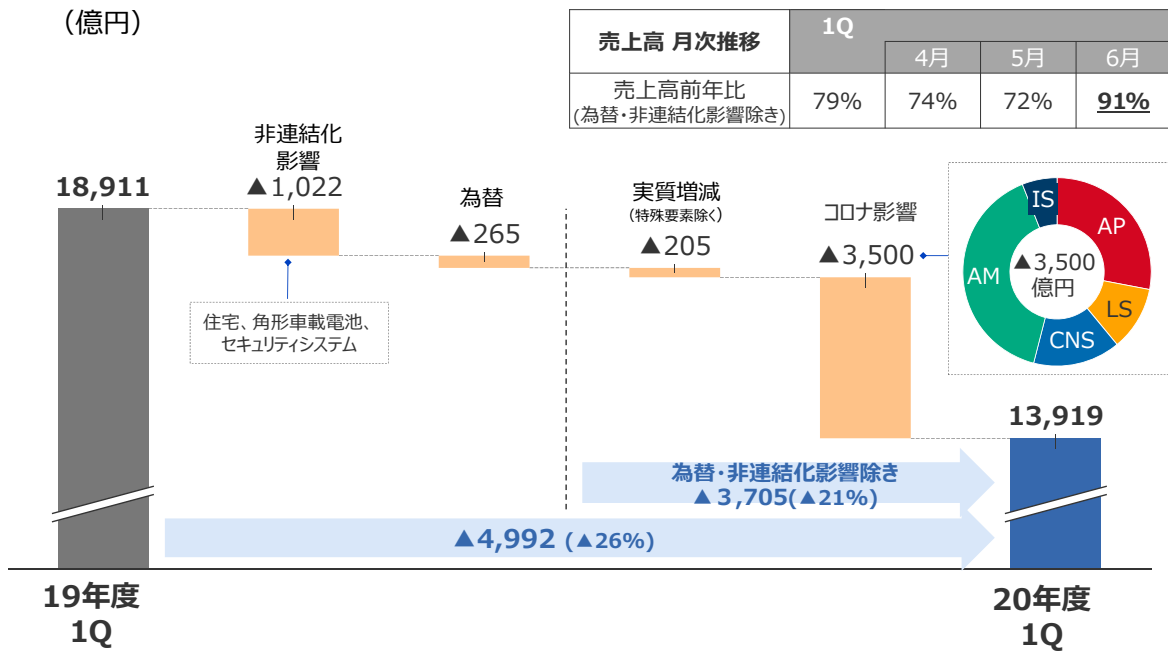 (億円)
売上高 月次推移
1Q
4月
5月
6月
売上高前年比
(為替・非連結化影響除き)
79%
74%
72%
91%
18,911
非連結化
影響
▲1,022
為替
▲265
実質増減
(特殊要素除く)
▲205
コロナ影響
▲3,500
IS
AP
AM
▲3,500
億円
LS
CNS
住宅、角形車載電池、
セキュリティシステム
13,919
為替・非連結化影響除き
▲ 3,705(▲21%)
▲4,992 (▲26%)
19年度
1Q
20年度
1Q